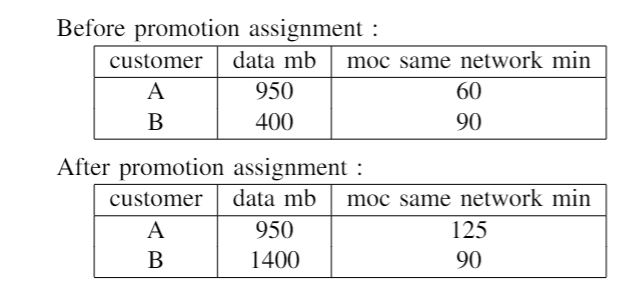 Before promotion assignment :
customer data mb moc same network min
A 950 60
B 400 90
After promotion assignment :
customer data mb moc same network min
A 950 125
B 1400 90